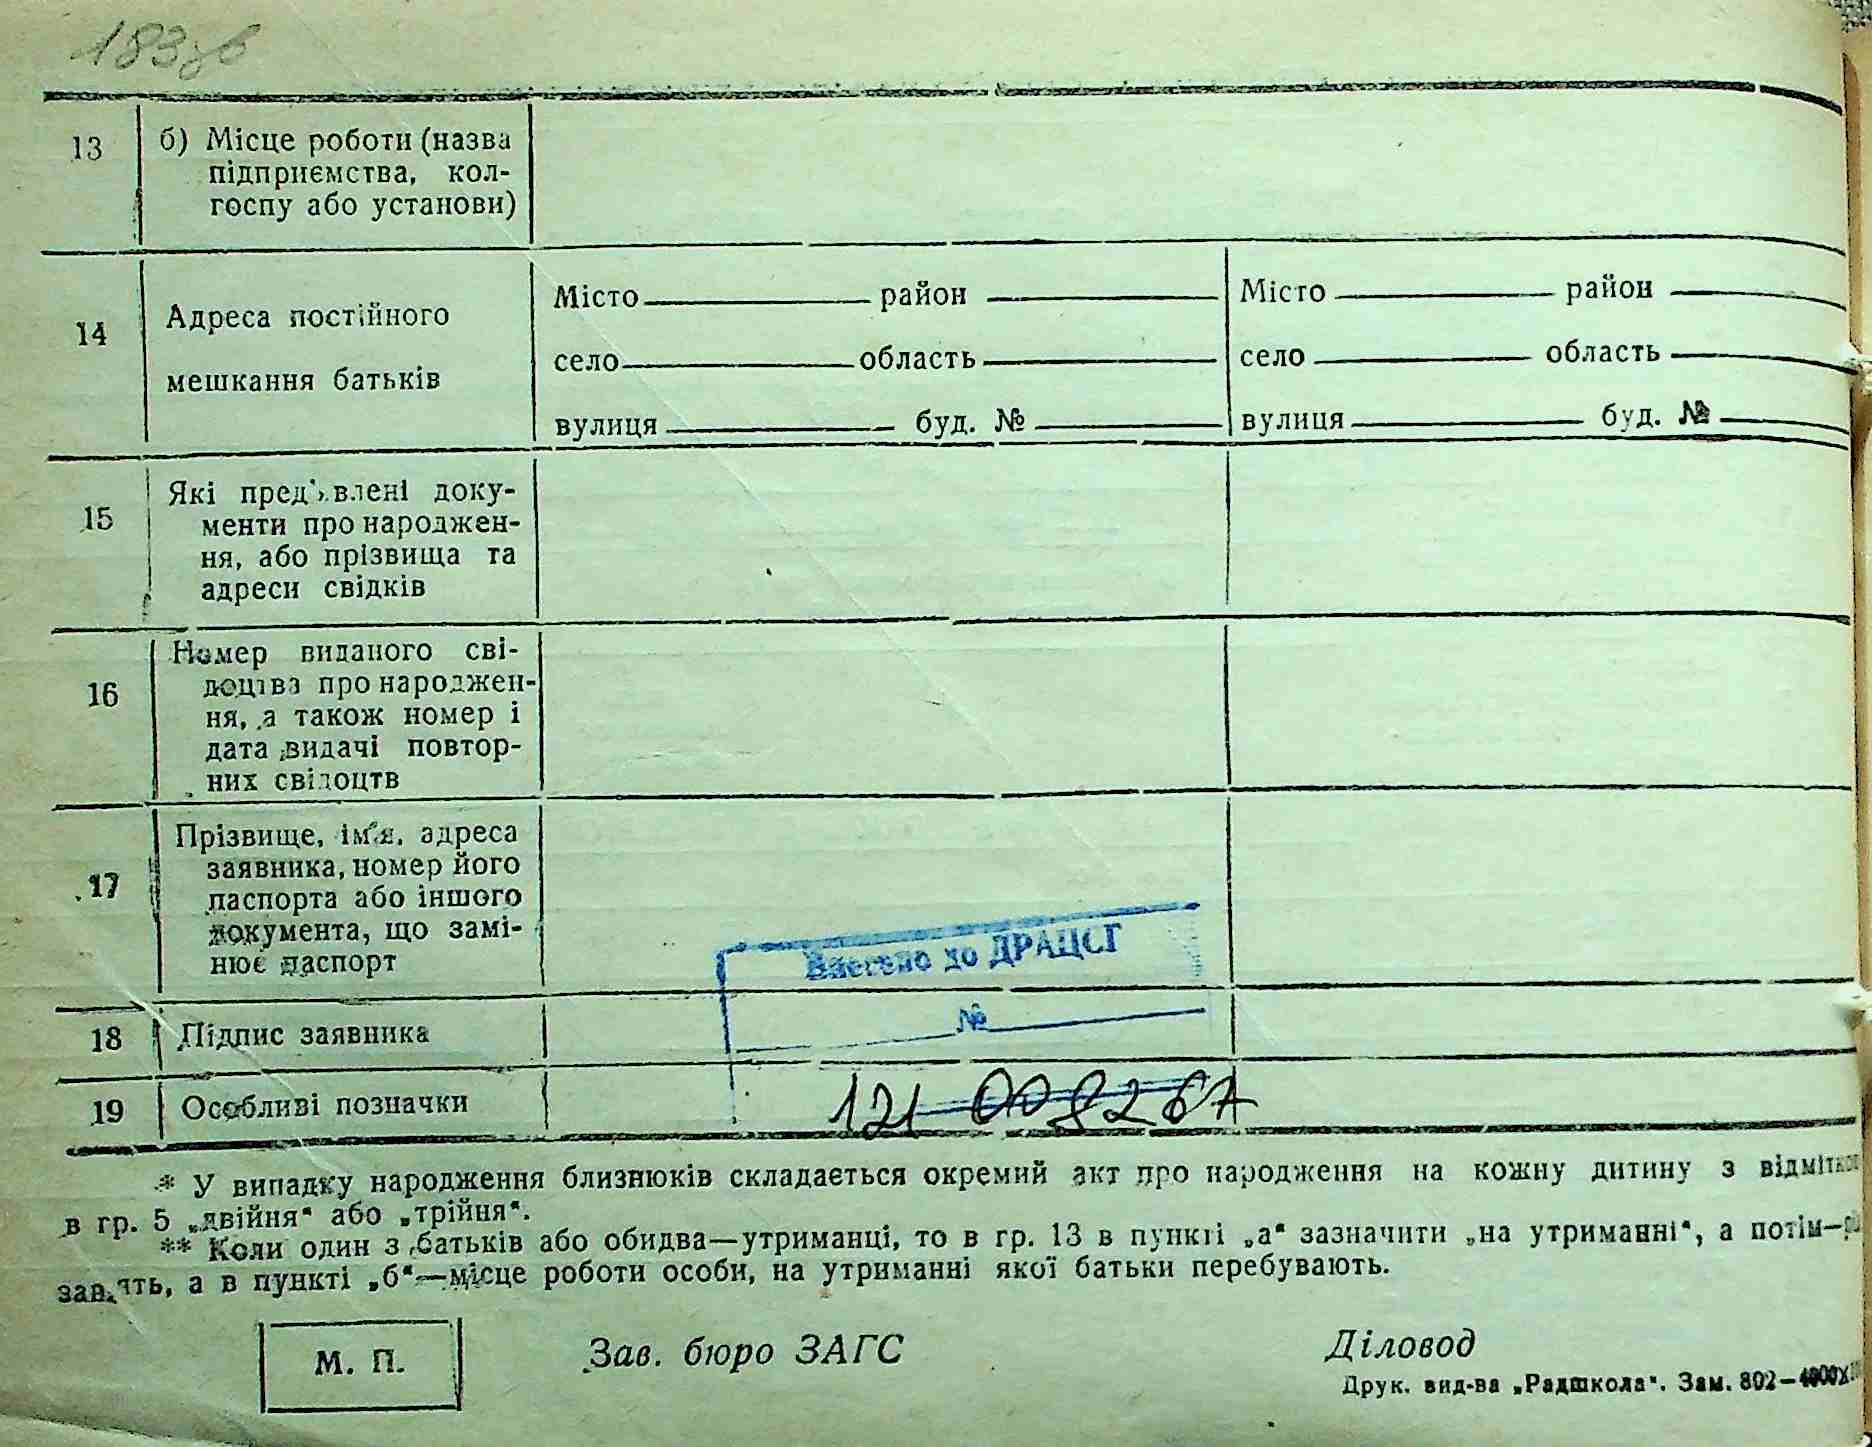 183зв
13
б) Місце роботи (назва
підприємства, кол-
госпу або установи)
14
Адреса постійного
мешкання батьків
Місто район
село область
вулиця буд. №
Місто район
село область
вулиця буд. №
15
Які пред'явлені доку-
менти про народжен-
ня, або прізвища та
адреси свідків
16
Номер виданого сві-
доцтва про народжен-
ня, а також номер і
дата видачі повтор-
них свідоцтв
17
Прізвище, ім'я, адреса
заявника, номер його
паспорта або іншого
документа, що замі-
нює паспорт
Внесено до ДРАЦСГ
№
18
Підпис заявника
19
Особливі позначки
121 008267
* У випадку народження близнюків складається окремий акт про народження на кожну дитину з
в гр. 5 „двійня“ або „трійня“.
** Коли один з батьків або обидва—утриманці, то в гр. 13 в пункті „а“ зазначити „на утриманні“, а потім—
а в пункті „б“—місце роботи особи, на утриманні якої батьки перебувають.
М. П.
Зав. бюро ЗАГС
Діловод
Друк. вид-ва „Радшкола“. Зам. 802—